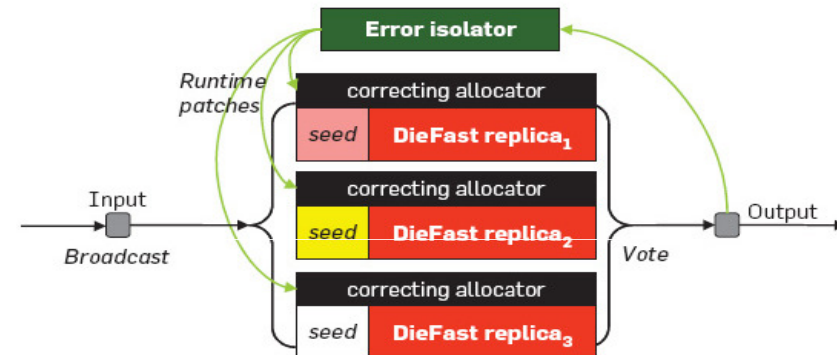 Error isolator
Runtime
patches
correcting allocator
seed DieFast replica₁
Input
Broadcast
correcting allocator
seed DieFast replica₂
Vote
Output
correcting allocator
seed DieFast replica₃